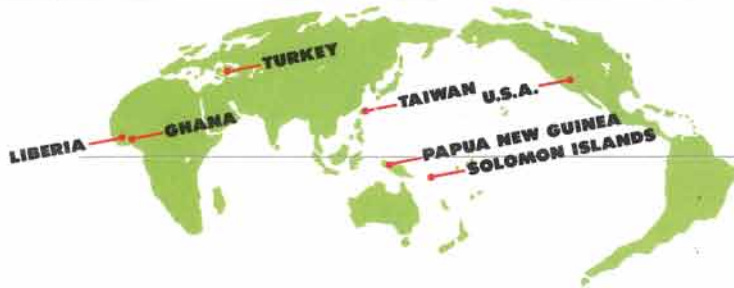 TURKEY
TAIWAN
U.S.A.
GHANA
LIBERIA
PAPUA NEW GUINEA
SOLOMON ISLANDS